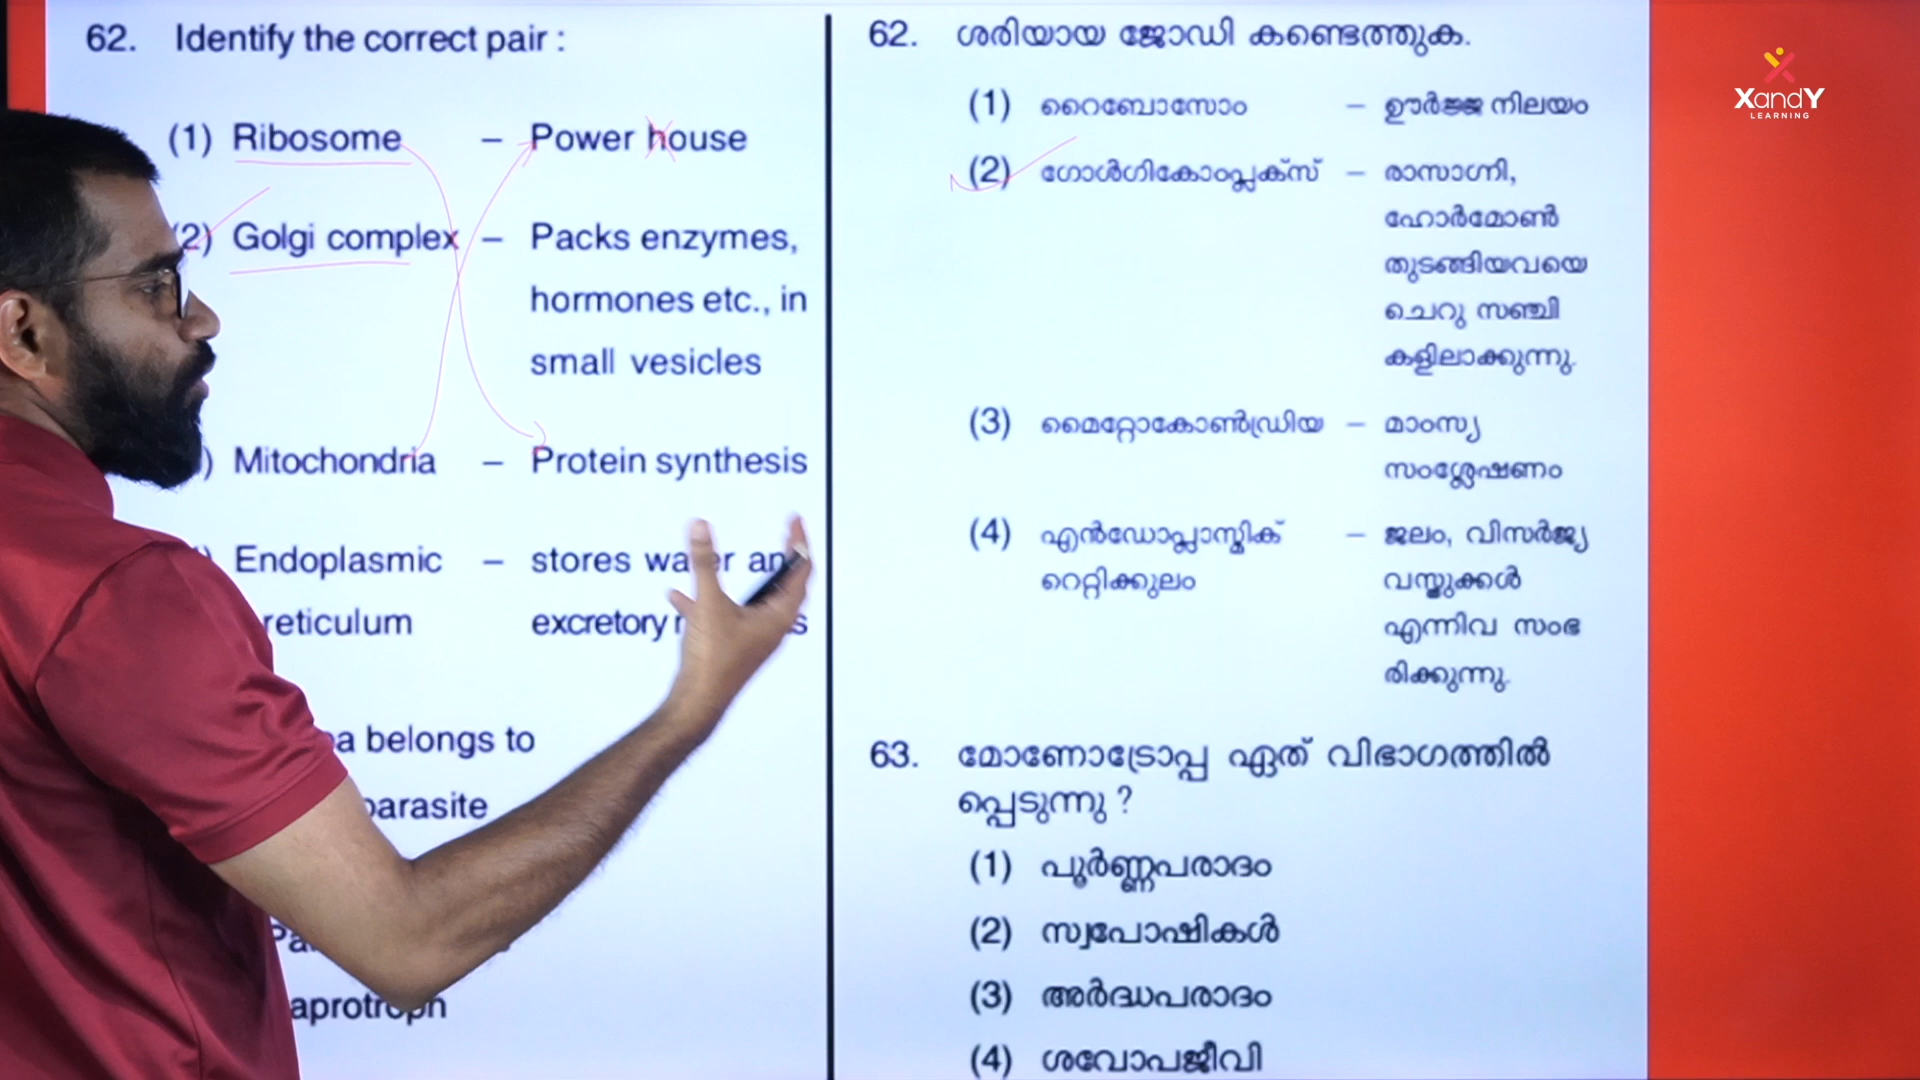 62. Identify the correct pair :
(1) Ribosome – Power house
(2) Golgi complex – Packs enzymes,
hormones etc., in
small vesicles
) Mitochondria – Protein synthesis
) Endoplasmic – stores water an
reticulum excretory
belongs to
parasite
62. ശരിയായ ജോഡി കണ്ടെത്തുക.
(1) റൈബോസോം – ഊർജ്ജ നിലയം
(2) ഗോൾഗികോംപ്ലക്സ് – രാസാഗ്നി,
ഹോർമോൺ
തുടങ്ങിയവയെ
ചെറു സഞ്ചി
കളിലാക്കുന്നു.
(3) മൈറ്റോകോൺഡ്രിയ – മാംസ്യ
സംശ്ലേഷണം
(4) എൻഡോപ്ലാസ്മിക് – ജലം, വിസർജ്യ
റെറ്റിക്കുലം വസ്തുക്കൾ
എന്നിവ സംഭ
രിക്കുന്നു.
63. മോണോട്രോപ്പ ഏത് വിഭാഗത്തിൽ
പ്പെടുന്നു ?
(1) പൂർണ്ണപരാദം
(2) സ്വപോഷികൾ
(3) അർദ്ധപരാദം
(4) ശവോപജീവി
XandY
LEARNING